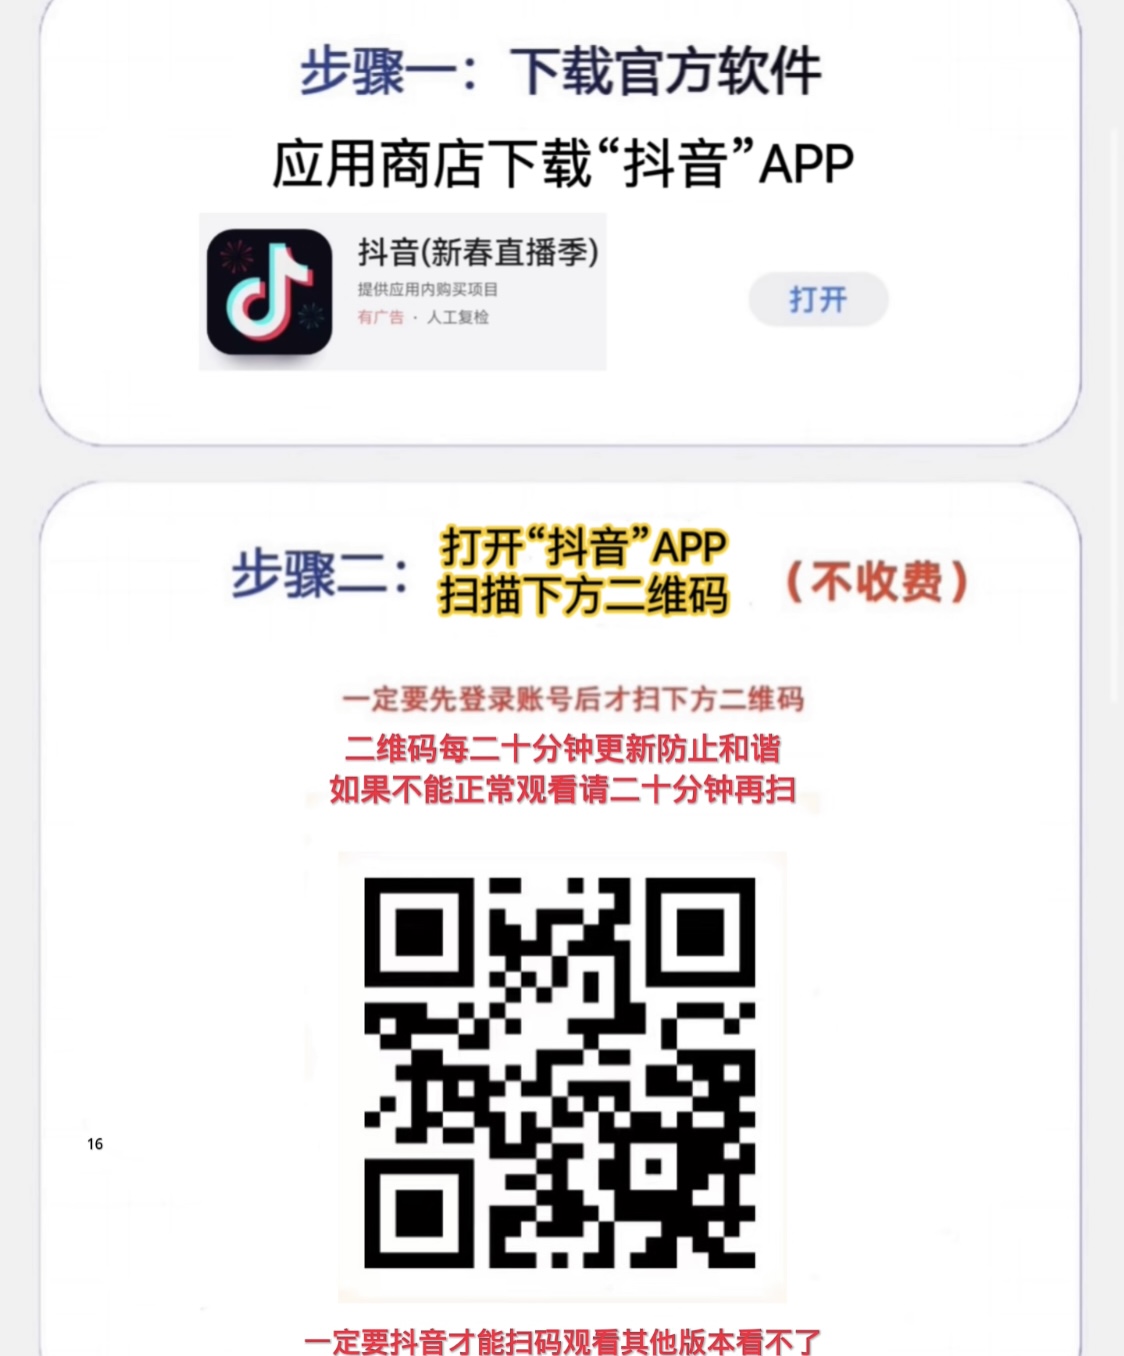 步骤一：下载官方软件
应用商店下载“抖音”APP
抖音(新春直播季)
提供应用内购买项目
有广告 · 人工复检
打开
步骤二：
打开“抖音”APP
扫描下方二维码
（不收费）
一定要先登录账号后才扫下方二维码
二维码每二十分钟更新防止和谐
如果不能正常观看请二十分钟再扫
16
一定要抖音才能扫码观看其他版本看不了